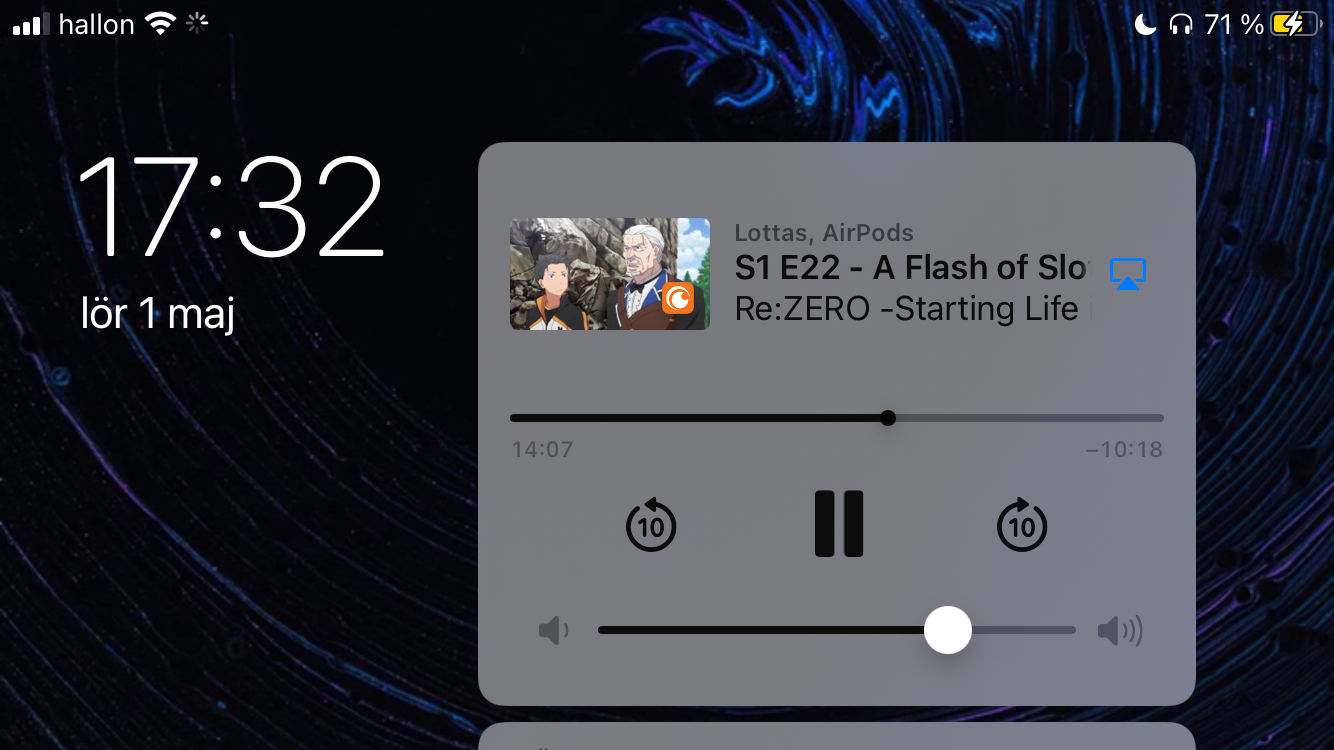 hallon
71 %
17:32
lör 1 maj
Lottas, AirPods
S1 E22 - A Flash of Slo
Re:ZERO -Starting Life
14:07
−10:18
10
10